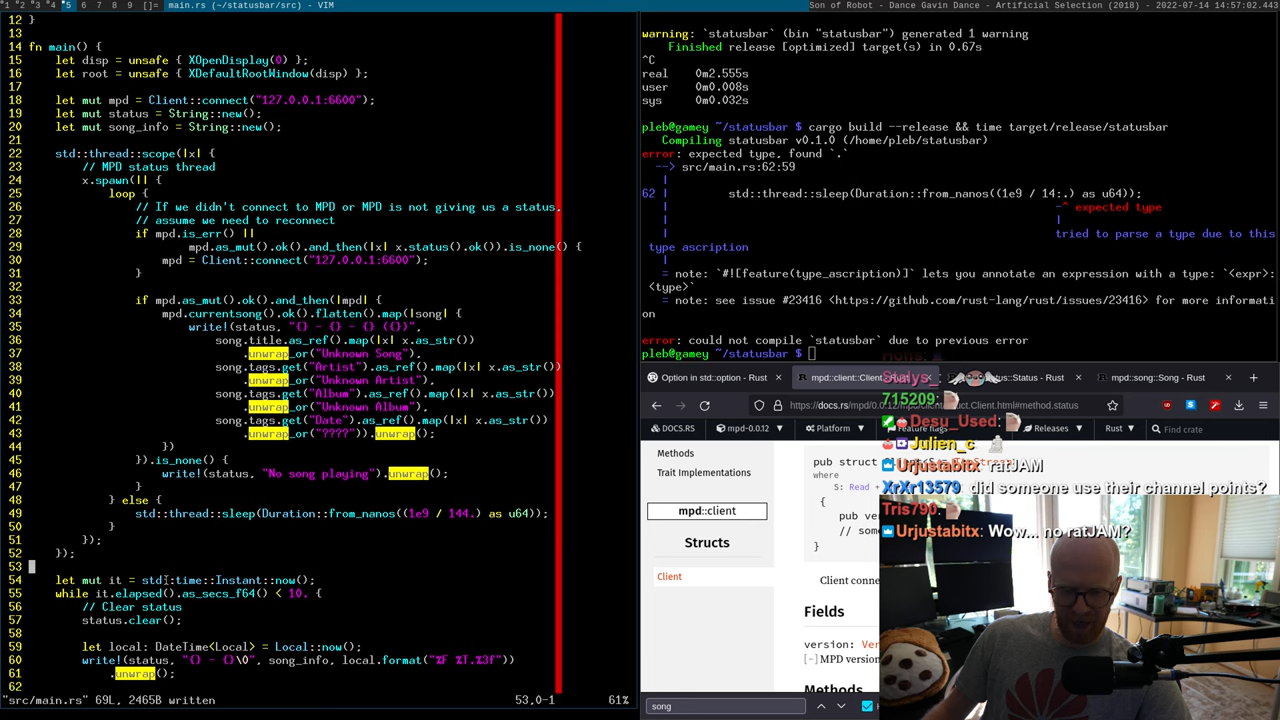 1 2 3 4 5 6 7 8 9 []= main.rs (~/statusbar/src) - VIM
Son of Robot - Dance Gavin Dance - Artificial Selection (2018) - 2022-07-14 14:57:02.443
12 }
13
14 fn main() {
15     let disp = unsafe { XOpenDisplay(0) };
16     let root = unsafe { XDefaultRootWindow(disp) };
17
18     let mut mpd = Client::connect("127.0.0.1:6600");
19     let mut status = String::new();
20     let mut song_info = String::new();
21
22     std::thread::scope(|x| {
23         // MPD status thread
24         x.spawn(|| {
25             loop {
26                 // If we didn't connect to MPD or MPD is not giving us a status,
27                 // assume we need to reconnect
28                 if mpd.is_err() ||
29                         mpd.as_mut().ok().and_then(|x| x.status().ok()).is_none() {
30                     mpd = Client::connect("127.0.0.1:6600");
31                 }
32
33                 if mpd.as_mut().ok().and_then(|mpd| {
34                     mpd.currentsong().ok().flatten().map(|song| {
35                         write!(status, "{} - {} - {} ({})",
36                             song.title.as_ref().map(|x| x.as_str())
37                                 .unwrap_or("Unknown Song"),
38                             song.tags.get("Artist").as_ref().map(|x| x.as_str())
39                                 .unwrap_or("Unknown Artist"),
40                             song.tags.get("Album").as_ref().map(|x| x.as_str())
41                                 .unwrap_or("Unknown Album"),
42                             song.tags.get("Date").as_ref().map(|x| x.as_str())
43                                 .unwrap_or("????")).unwrap();
44                     })
45                 }).is_none() {
46                     write!(status, "No song playing").unwrap();
47                 }
48               } else {
49                 std::thread::sleep(Duration::from_nanos((1e9 / 144.) as u64));
50             }
51         });
52     });
53
54     let mut it = std::time::Instant::now();
55     while it.elapsed().as_secs_f64() < 10. {
56         // Clear status
57         status.clear();
58
59         let local: DateTime<Local> = Local::now();
60         write!(status, "{} - {}\0", song_info, local.format("%F %T.%3f"))
61             .unwrap();
62
"src/main.rs" 69L, 2465B written 53,0-1 61%
warning: `statusbar` (bin "statusbar") generated 1 warning
Finished release [optimized] target(s) in 0.67s
^C
real 0m2.555s
user 0m0.008s
sys 0m0.032s
pleb@gamey ~/statusbar $ cargo build --release && time target/release/statusbar
Compiling statusbar v0.1.0 (/home/pleb/statusbar)
error: expected type, found `.`
--> src/main.rs:62:59
|
62 |         std::thread::sleep(Duration::from_nanos((1e9 / 14:.) as u64));
| -^ expected type
| |
| tried to parse a type due to this
type ascription
|
= note: `#![feature(type_ascription)]` lets you annotate an expression with a type: `<expr>:
<type>`
= note: see issue #23416 <https://github.com/rust-lang/rust/issues/23416> for more informati
on
error: could not compile `statusbar` due to previous error
pleb@gamey ~/statusbar $
Option in std::option - Rust
mpd::client::Client
Status - Rust
mpd::song::Song - Rust
https://docs.rs/mpd/0.0.12
Client.html#method.status
DOCS.RS mpd-0.0.12 Platform Feature flags Releases Rust Find crate
Methods
Trait Implementations
mpd::client
Structs
Client
where
S: Read +
{
pub ver
// som
}
Client conne
Fields
version: Ver
[-] MPD version
Methods
song
715209:
Desu_Used:
Julien_c
Urjustabitx: ratJAM
XrXr13579: did someone use their channel points?
Tris790:
Urjustabitx: Wow... no ratJAM?